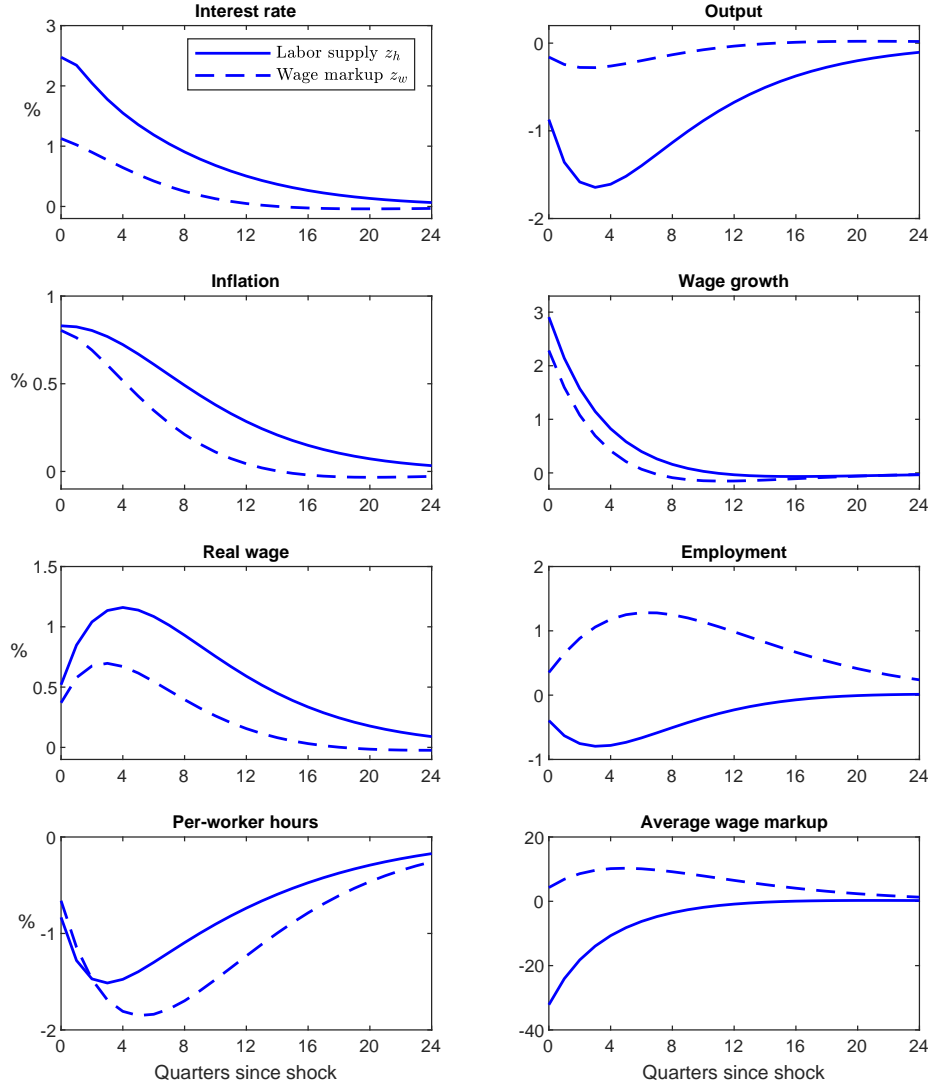 Interest rate
3
2
1
0
%
Labor supply z_h
Wage markup z_w
0 4 8 12 16 20 24
Output
0
-1
-2
0 4 8 12 16 20 24
Inflation
1
0.5
0
%
0 4 8 12 16 20 24
Wage growth
3
2
1
0
0 4 8 12 16 20 24
Real wage
1.5
1
0.5
0
%
0 4 8 12 16 20 24
Employment
2
1
0
-1
0 4 8 12 16 20 24
Per-worker hours
0
-1
-2
%
0 4 8 12 16 20 24
Quarters since shock
Average wage markup
20
0
-20
-40
0 4 8 12 16 20 24
Quarters since shock